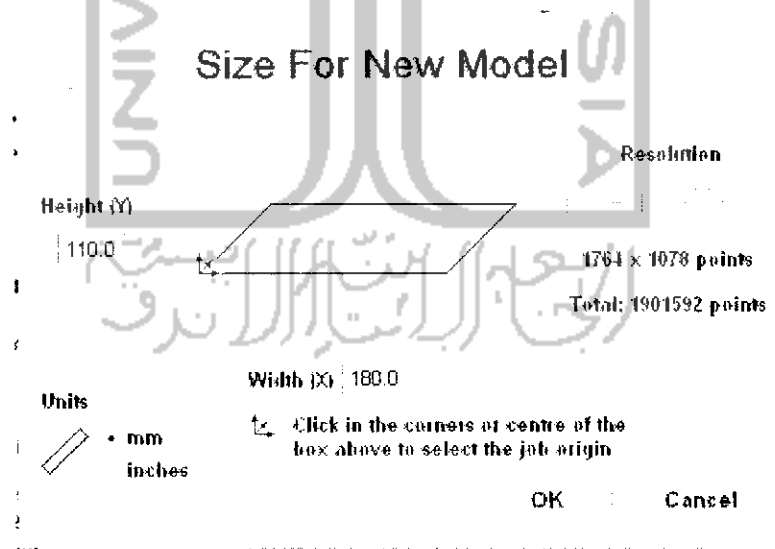 Size For New Model
Resolution
Height (Y)
110.0
1764 x 1078 points
Total: 1901592 points
Width (X) 180.0
Units
mm
inches
Click in the corners or centre of the
box above to select the job origin
OK
Cancel